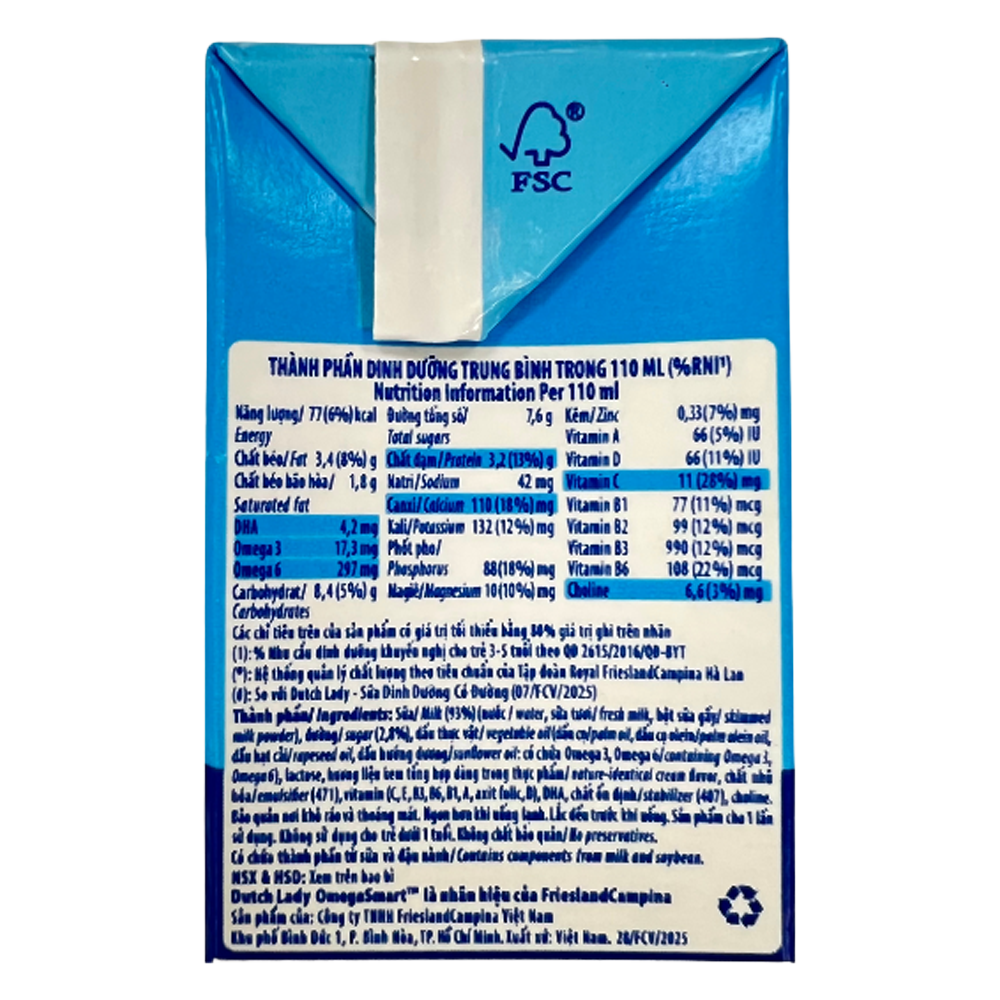 FSC®
THÀNH PHẦN DINH DƯỠNG TRUNG BÌNH TRONG 110 ML (%RNI¹)
Nutrition Information Per 110 ml
Năng lượng/ 77(6%)kcal
Energy
Chất béo/Fat 3,4(8%) g
Chất béo bão hòa/ 1,8 g
Saturated fat
DHA 4,2 mg
Omega 3 17,3 mg
Omega 6 297 mg
Carbohydrat/ 8,4(5%) g
Carbohydrates
Đường tổng số/ 7,6 g
Total sugars
Chất đạm/Protein 3,2(13%) g
Natri/Sodium 42 mg
Canxi/Calcium 110(18%)mg
Kali/Potassium 132(12%)mg
Phốt pho/
Phosphorus 88(18%) mg
Magiê/Magnesium 10(10%) mg
Kẽm/Zinc 0,33(7%) mg
Vitamin A 66(5%) IU
Vitamin D 66(11%) IU
Vitamin C 11(28%) mg
Vitamin B1 77(11%) mcg
Vitamin B2 99(12%) mcg
Vitamin B3 990(12%) mcg
Vitamin B6 108(22%) mcg
Choline 6,6(3%) mg
Các chỉ tiêu trên của sản phẩm có giá trị tối thiểu bằng 80% giá trị ghi trên nhãn
(1): % Nhu cầu dinh dưỡng khuyến nghị cho trẻ 3-5 tuổi theo QĐ 2615/2016/QĐ-BYT
(*): Hệ thống quản lý chất lượng theo tiêu chuẩn của Tập đoàn Royal FrieslandCampina Hà Lan
(#): So với Dutch Lady - Sữa Dinh Dưỡng Có Đường (07/FCV/2025)
Thành phần/Ingredients: Sữa/ Milk (93%)(nước/ water, sữa tươi/ fresh milk, bột sữa gầy/ skimmed
milk powder), đường/ sugar (2,8%), dầu thực vật/ vegetable oil (dầu cọ/palm oil, dầu cọ olein/palm olein oil,
dầu hạt cải/rapeseed oil, dầu hướng dương/sunflower oil: có chứa Omega 3, Omega 6/containing Omega 3,
Omega 6), lactose, hương liệu kem tổng hợp dùng trong thực phẩm/ nature-identical cream flavor, chất nhũ
hóa/emulsifier (471), vitamin (C, E, B3, B6, B1, A, axit folic, D), DHA, chất ổn định/stabilizer (407), choline.
Bảo quản nơi khô ráo và thoáng mát. Ngon hơn khi uống lạnh. Lắc đều trước khi uống. Sản phẩm cho 1 lần
sử dụng. Không sử dụng cho trẻ dưới 1 tuổi. Không chất bảo quản/ No preservatives.
Có chứa thành phần từ sữa và đậu nành/Contains components from milk and soybean.
NSX & HSD: Xem trên bao bì
Dutch Lady OmegaSmart™ là nhãn hiệu của FrieslandCampina
Sản phẩm của: Công ty TNHH FrieslandCampina Việt Nam
Khu phố Bình Đức 1, P. Bình Hòa, TP. Hồ Chí Minh. Xuất xứ: Việt Nam. 28/FCV/2025